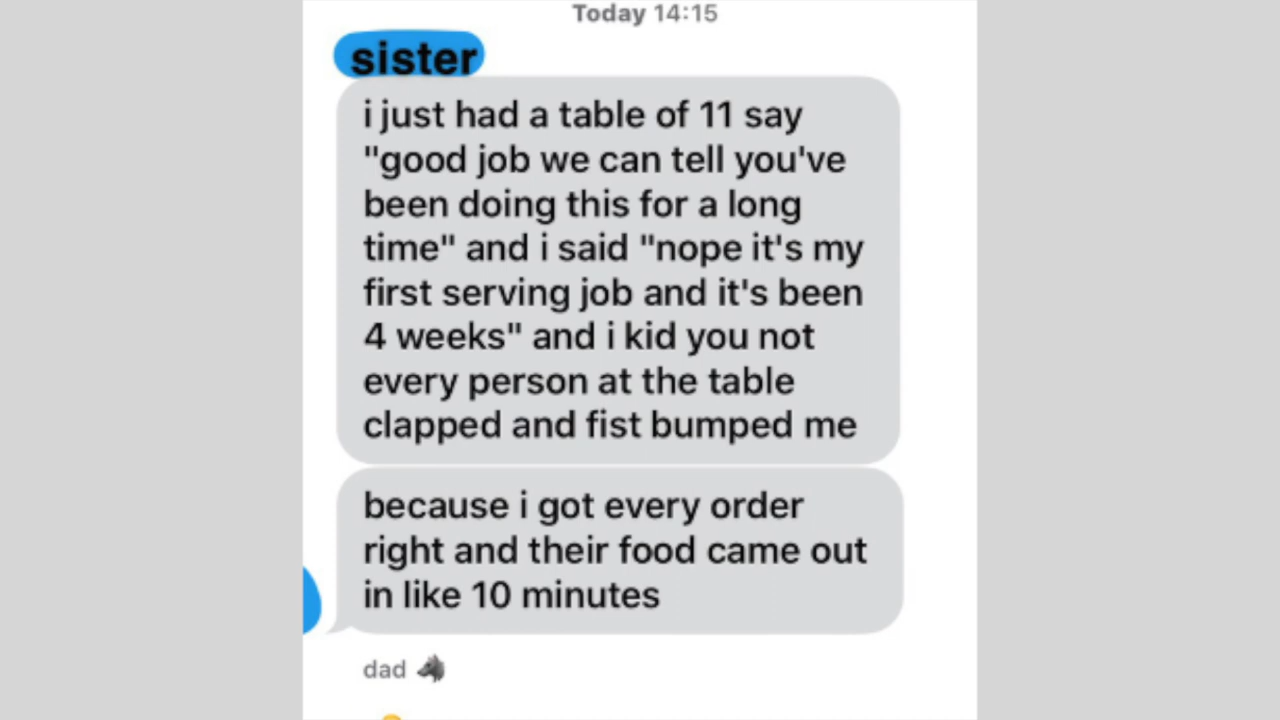 Today 14:15
sister
i just had a table of 11 say
"good job we can tell you've
been doing this for a long
time" and i said "nope it's my
first serving job and it's been
4 weeks" and i kid you not
every person at the table
clapped and fist bumped me
because i got every order
right and their food came out
in like 10 minutes
dad 🐺